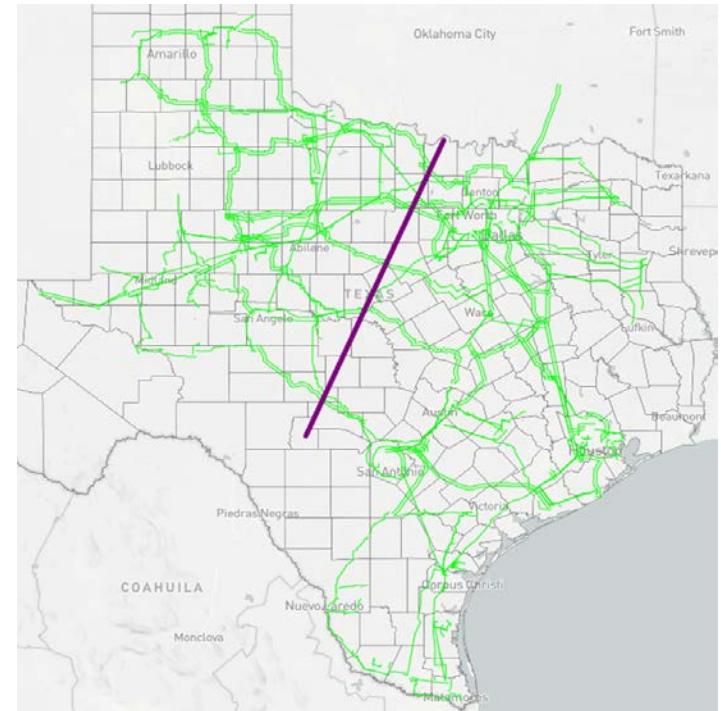 Oklahoma City
Fort Smith
Amarillo
Lubbock
Texarkana
Denton
Fort Worth
Dallas
Abilene
Tyler
Shrevepo
Midland
TEXAS
San Angelo
Waco
Lufkin
Austin
Beaumont
Houston
San Antonio
Victoria
Piedras Negras
COAHUILA
Corpus Christi
Nuevo Laredo
Monclova
Matamoros